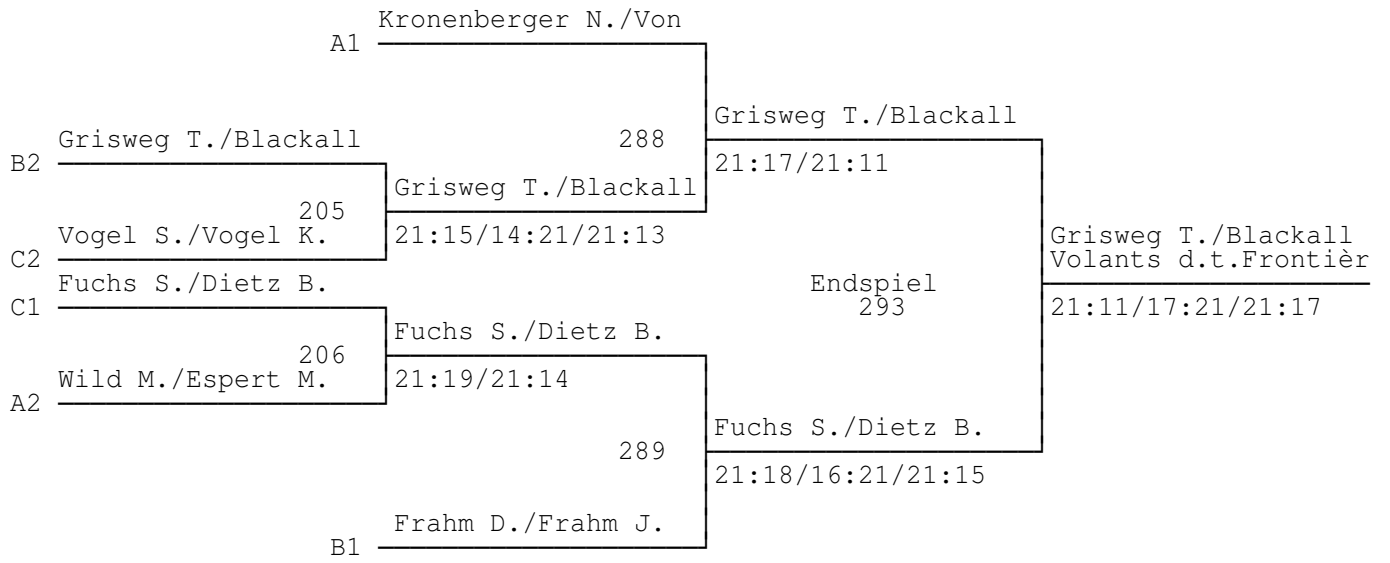 Kronenberger N./Von
A1
Grisweg T./Blackall
288
Grisweg T./Blackall
B2
21:17/21:11
Grisweg T./Blackall
205
Vogel S./Vogel K.
21:15/14:21/21:13
Grisweg T./Blackall
C2
Volants d.t.Frontièr
Fuchs S./Dietz B.
Endspiel
C1
293
21:11/17:21/21:17
Fuchs S./Dietz B.
206
Wild M./Espert M.
21:19/21:14
A2
Fuchs S./Dietz B.
289
21:18/16:21/21:15
Frahm D./Frahm J.
B1